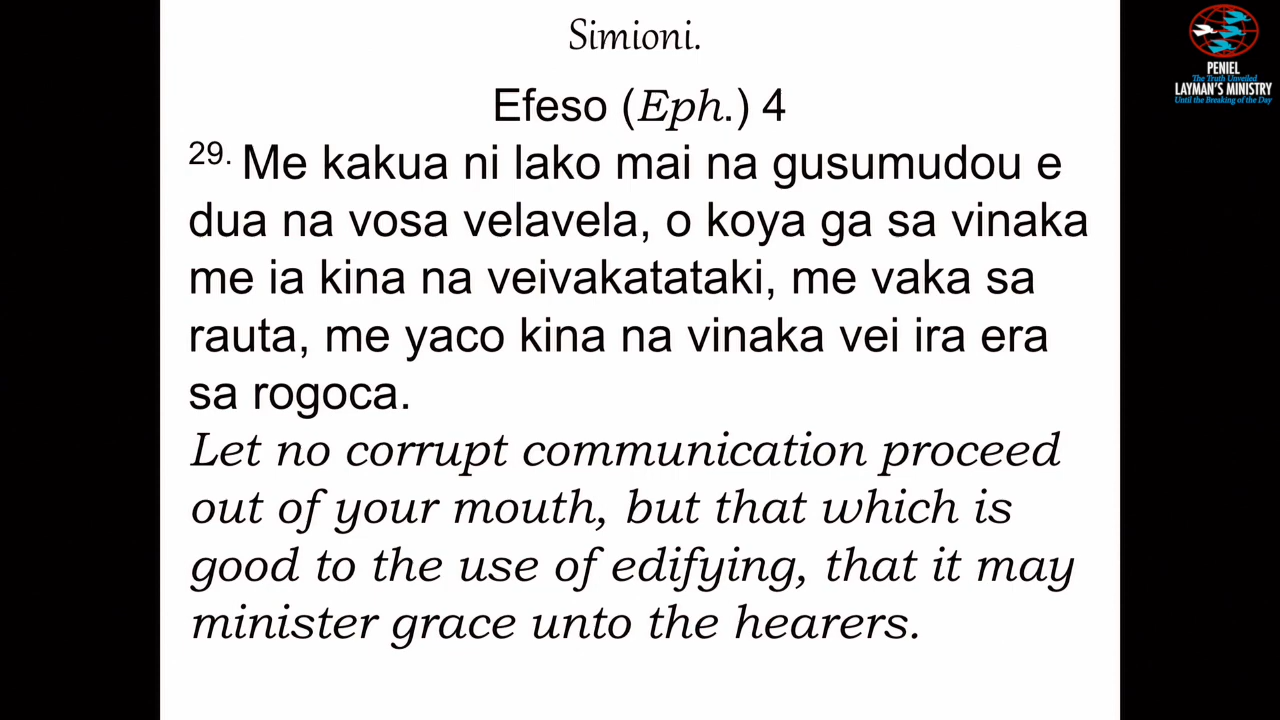 Simioni.
Efeso (Eph.) 4
29. Me kakua ni lako mai na gusumudou e
dua na vosa velavela, o koya ga sa vinaka
me ia kina na veivakatataki, me vaka sa
rauta, me yaco kina na vinaka vei ira era
sa rogoca.
Let no corrupt communication proceed
out of your mouth, but that which is
good to the use of edifying, that it may
minister grace unto the hearers.
PENIEL
The Truth Unveiled
LAYMAN'S MINISTRY
Until the Breaking of the Day